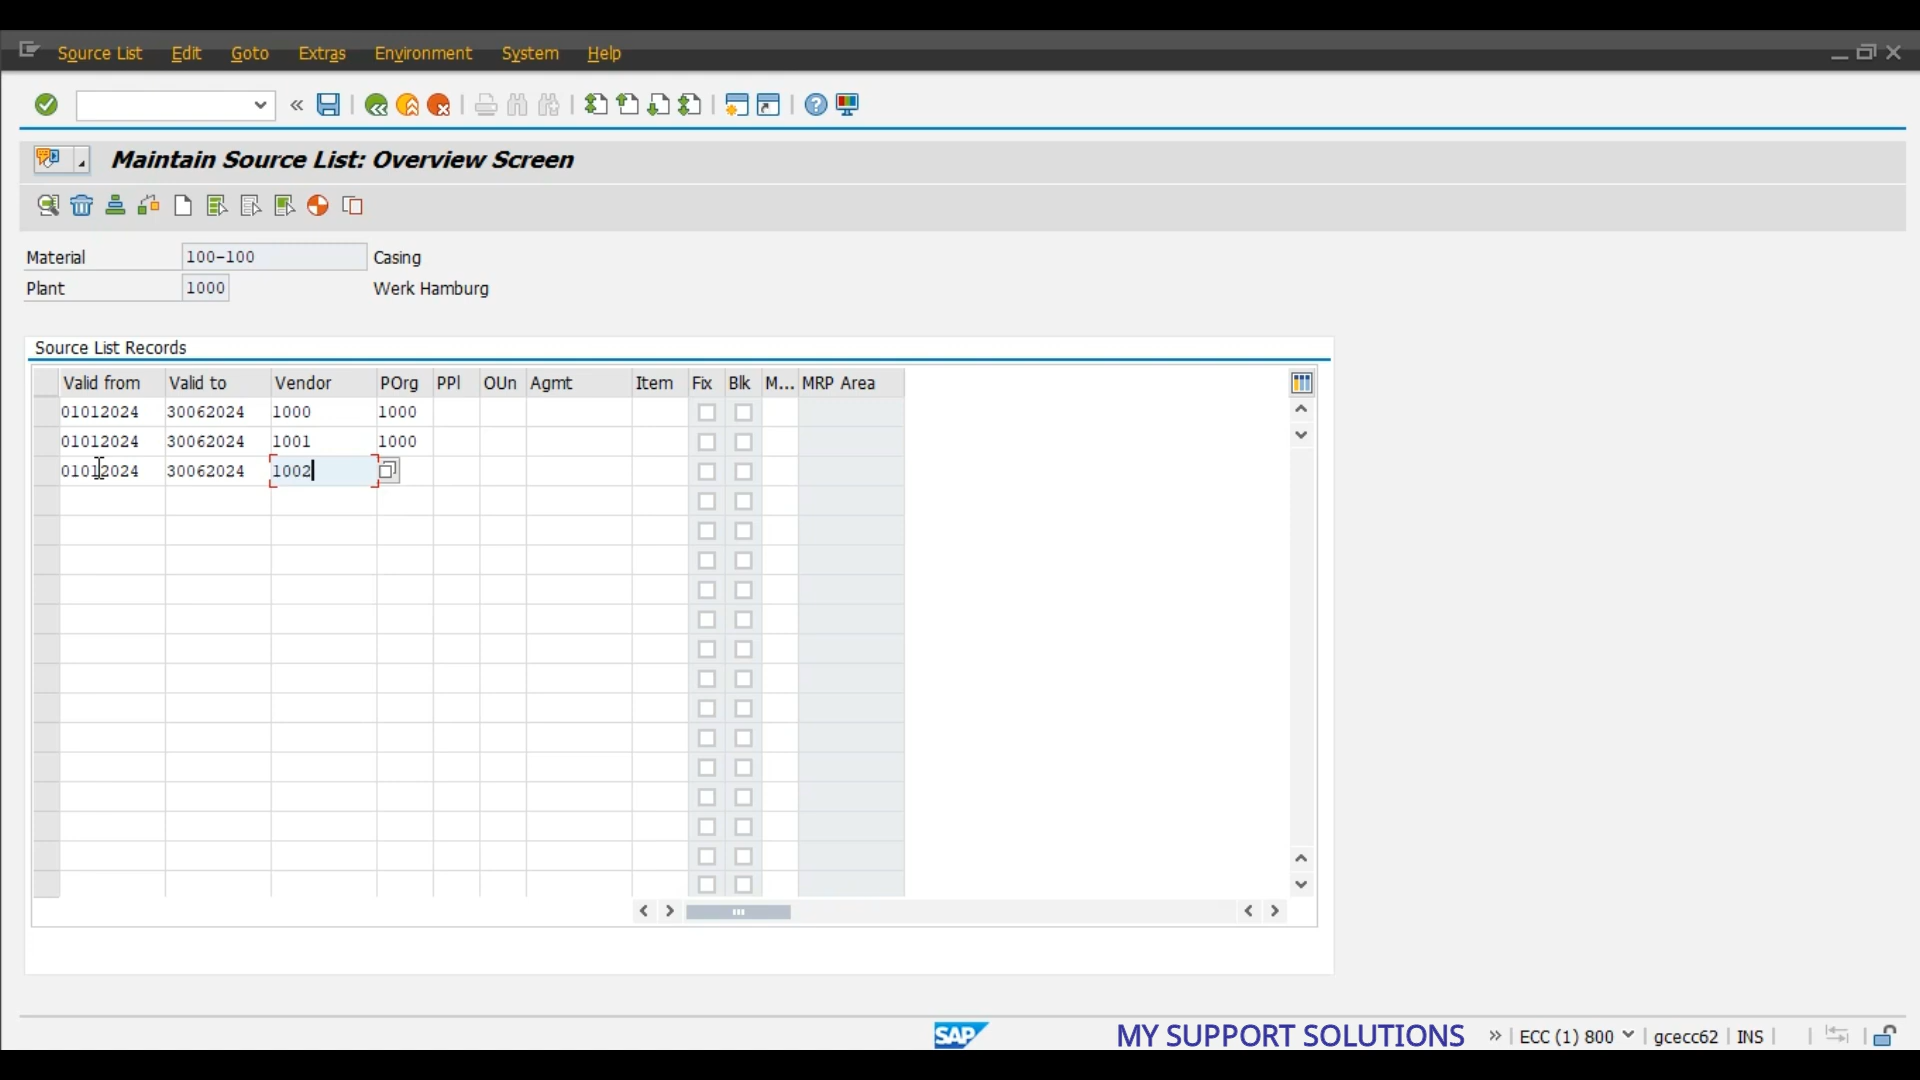 Source List Edit Goto Extras Environment System Help
Maintain Source List: Overview Screen
Material 100-100 Casing
Plant 1000 Werk Hamburg
Source List Records
Valid from Valid to Vendor POrg PPl OUn Agmt Item Fix Blk M... MRP Area
01012024 30062024 1000 1000
01012024 30062024 1001 1000
01012024 30062024 1002
SAP MY SUPPORT SOLUTIONS » ECC (1) 800 gcecc62 INS